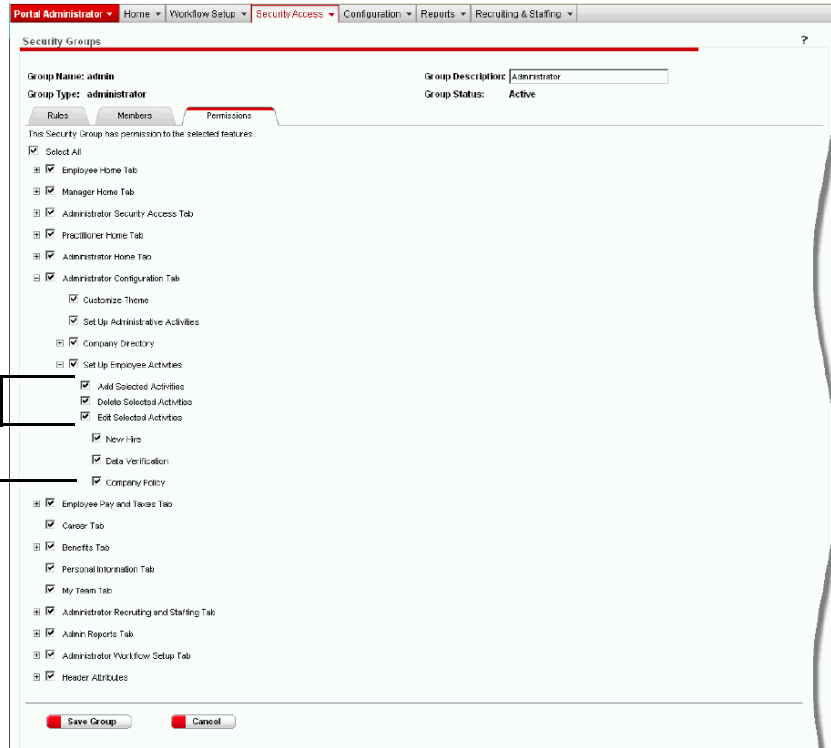 Portal Administrator Home Workflow Setup Security Access Configuration Reports Recruiting & Staffing
Security Groups ?
Group Name: admin Group Description: Administrator
Group Type: administrator Group Status: Active
Rules Members Permissions
This Security Group has permission to the selected features.
Select All
Employee Home Tab
Manager Home Tab
Administrator Security Access Tab
Practitioner Home Tab
Administrator Home Tab
Administrator Configuration Tab
Customize Theme
Set Up Administrative Activities
Company Directory
Set Up Employee Activities
Add Selected Activities
Delete Selected Activities
Edit Selected Activities
New Hire
Data Verification
Company Policy
Employee Pay and Taxes Tab
Career Tab
Benefits Tab
Personal Information Tab
My Team Tab
Administrator Recruiting and Staffing Tab
Admin Reports Tab
Administrator Workflow Setup Tab
Header Attributes
Save Group Cancel